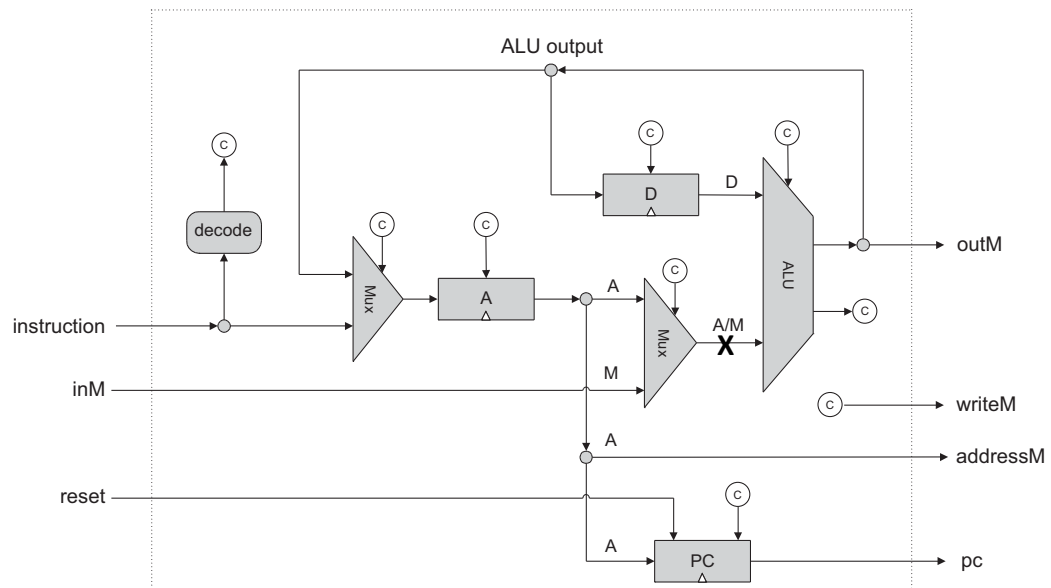 ALU output
C
C
C
D
D
decode
C
C
outM
ALU
Mux
A
A
C
Mux
A/M
X
C
instruction
inM
M
C
writeM
A
addressM
reset
C
A
PC
pc